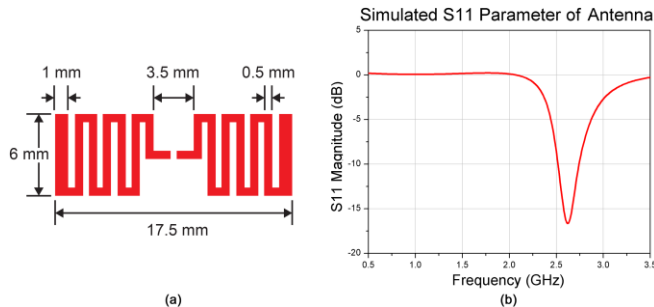 1 mm
3.5 mm
0.5 mm
6 mm
17.5 mm
(a)
Simulated S11 Parameter of Antenna
S11 Magnitude (dB)
5
0
-5
-10
-15
-20
0.5 1.0 1.5 2.0 2.5 3.0 3.5
Frequency (GHz)
(b)